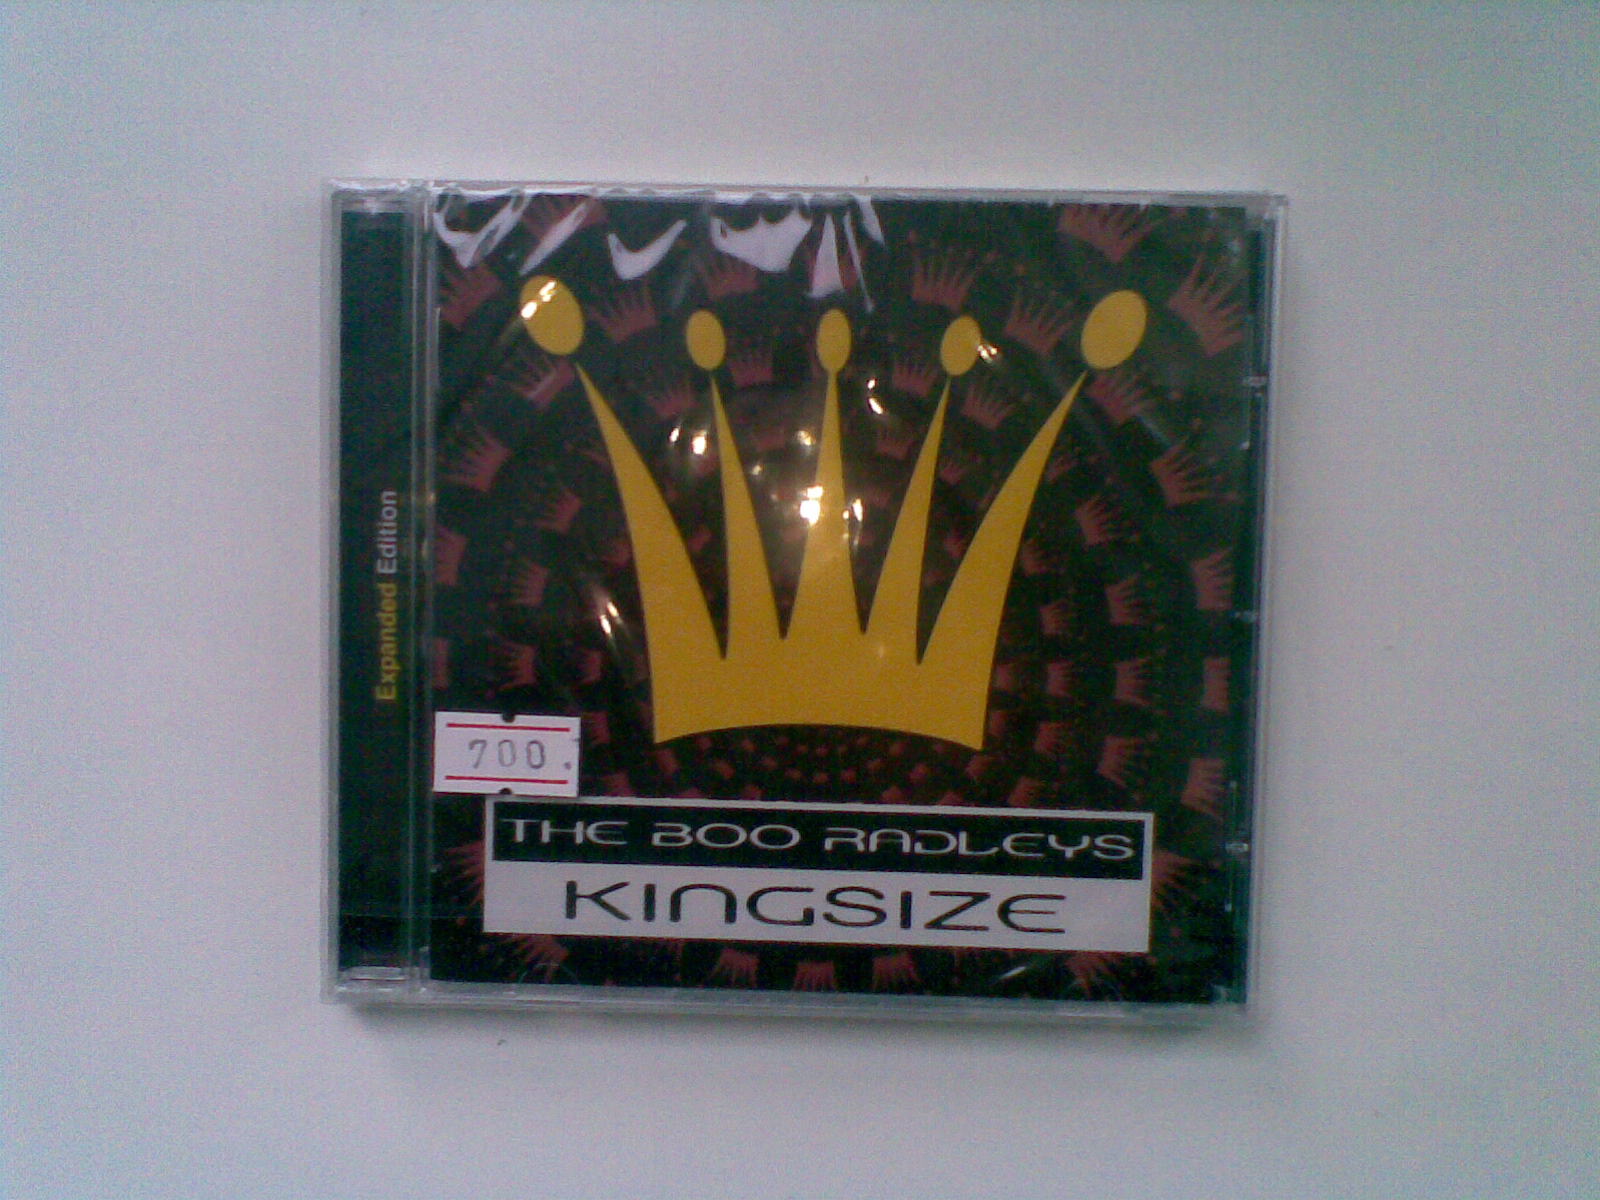 Expanded Edition
700.
THE BOO RADLEYS
KINGSIZE